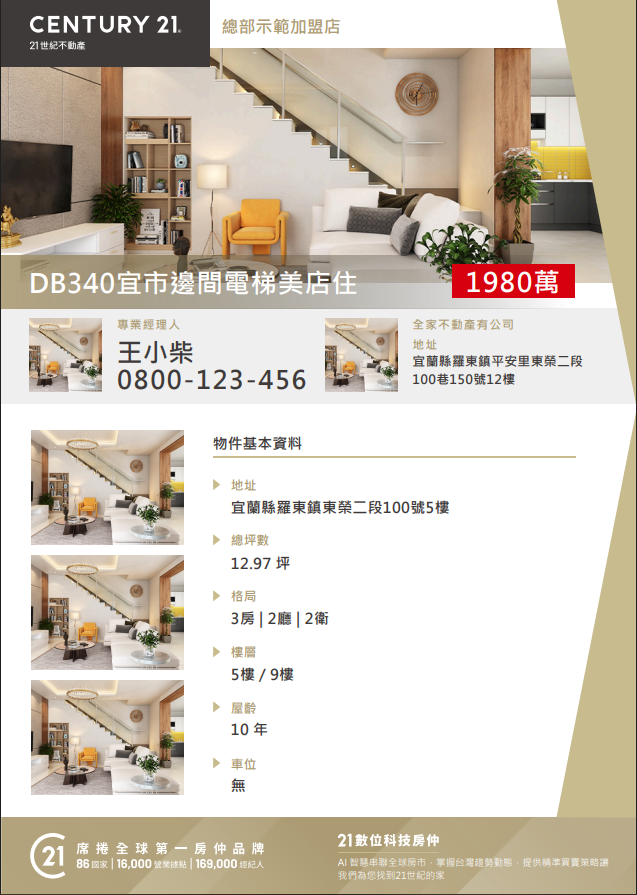 CENTURY 21
21世紀不動產
總部示範加盟店
DB340宜市邊間電梯美店住
1980萬
專業經理人
王小柴
0800-123-456
全家不動產有公司
地址
宜蘭縣羅東鎮平安里東榮二段
100巷150號12樓
物件基本資料
地址
宜蘭縣羅東鎮東榮二段100號5樓
總坪數
12.97 坪
格局
3房 | 2廳 | 2衛
樓層
5樓 / 9樓
屋齡
10 年
車位
無
21
席捲全球第一房仲品牌
86 國家 | 16,000 營業據點 | 169,000 經紀人
21數位科技房仲
AI 智慧串聯全球房市．掌握台灣趨勢動態．提供精準買賣策略讓
我們為您找到21世紀的家